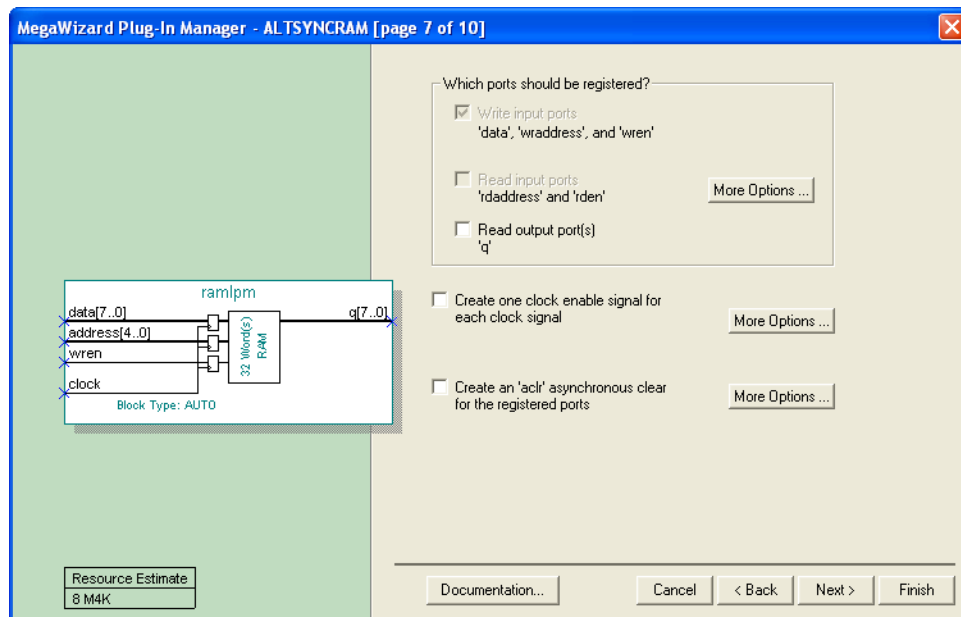 MegaWizard Plug-In Manager - ALTSYNCRAM [page 7 of 10]
Which ports should be registered?
Write input ports
'data', 'wraddress', and 'wren'
Read input ports
'rdaddress' and 'rden'
More Options ...
Read output port(s)
'q'
Create one clock enable signal for
each clock signal
More Options ...
Create an 'aclr' asynchronous clear
for the registered ports
More Options ...
ramlpm
data[7..0]
q[7..0]
address[4..0]
wren
clock
32 Word(s)
RAM
Block Type: AUTO
Resource Estimate
8 M4K
Documentation...
Cancel
< Back
Next >
Finish